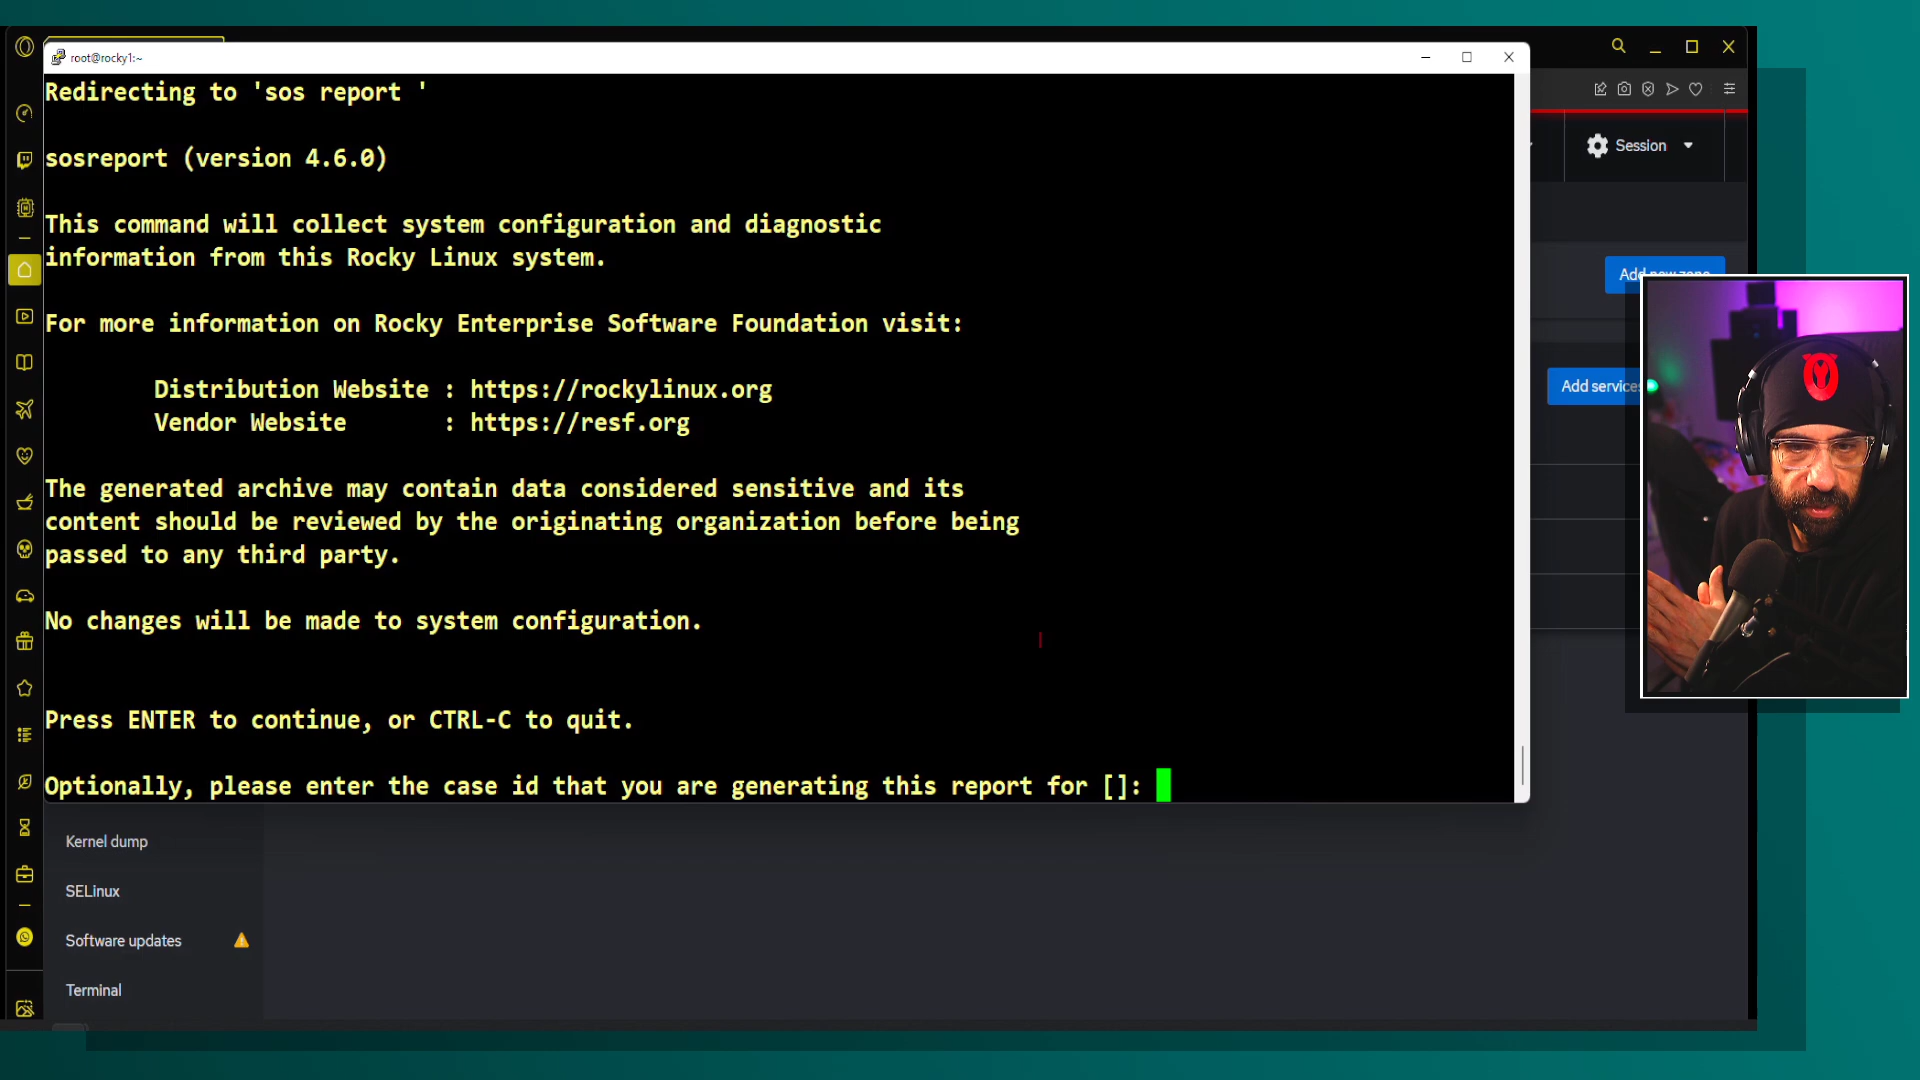 root@rocky1:~
Redirecting to 'sos report '
sosreport (version 4.6.0)
This command will collect system configuration and diagnostic
information from this Rocky Linux system.
For more information on Rocky Enterprise Software Foundation visit:
Distribution Website : https://rockylinux.org
Vendor Website : https://resf.org
The generated archive may contain data considered sensitive and its
content should be reviewed by the originating organization before being
passed to any third party.
No changes will be made to system configuration.
Press ENTER to continue, or CTRL-C to quit.
Optionally, please enter the case id that you are generating this report for []:
Session
Add new zone
Add services
Kernel dump
SELinux
Software updates
Terminal